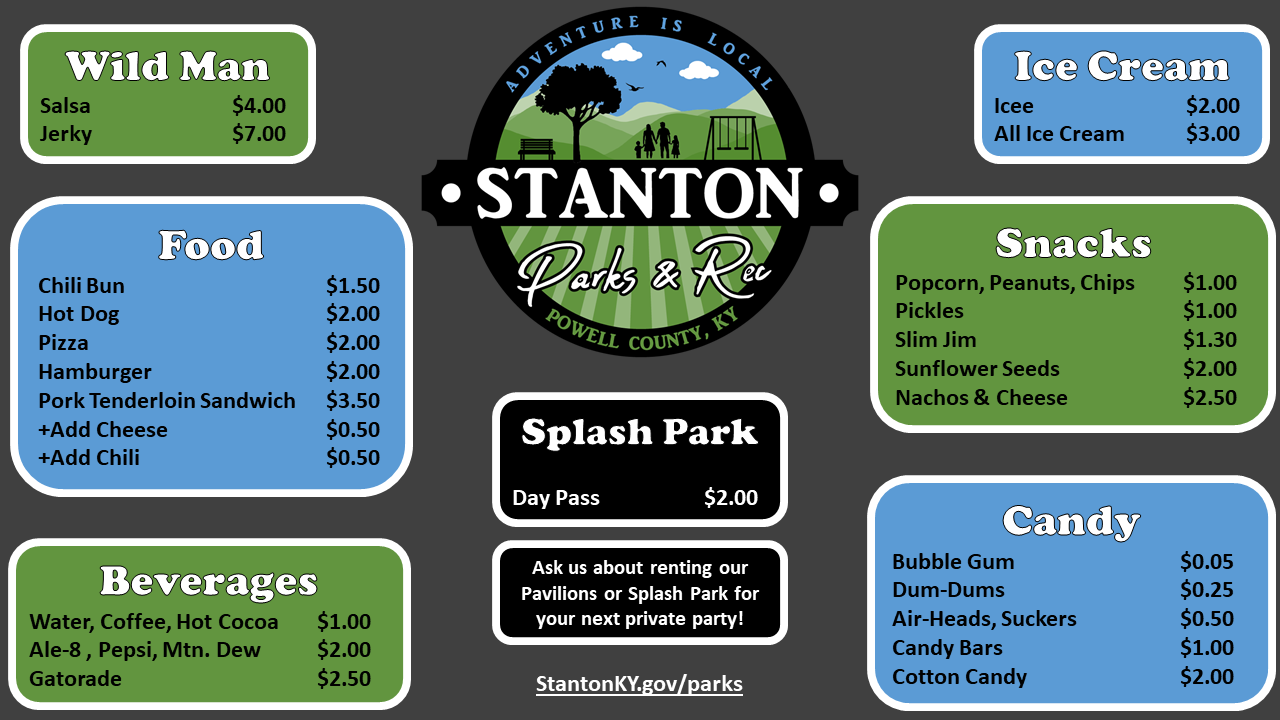 Wild Man
Salsa $4.00
Jerky $7.00
Food
Chili Bun $1.50
Hot Dog $2.00
Pizza $2.00
Hamburger $2.00
Pork Tenderloin Sandwich $3.50
+Add Cheese $0.50
+Add Chili $0.50
Beverages
Water, Coffee, Hot Cocoa $1.00
Ale-8 , Pepsi, Mtn. Dew $2.00
Gatorade $2.50
ADVENTURE IS LOCAL
• STANTON •
Parks & Rec
POWELL COUNTY, KY
Splash Park
Day Pass $2.00
Ask us about renting our
Pavilions or Splash Park for
your next private party!
StantonKY.gov/parks
Ice Cream
Icee $2.00
All Ice Cream $3.00
Snacks
Popcorn, Peanuts, Chips $1.00
Pickles $1.00
Slim Jim $1.30
Sunflower Seeds $2.00
Nachos & Cheese $2.50
Candy
Bubble Gum $0.05
Dum-Dums $0.25
Air-Heads, Suckers $0.50
Candy Bars $1.00
Cotton Candy $2.00